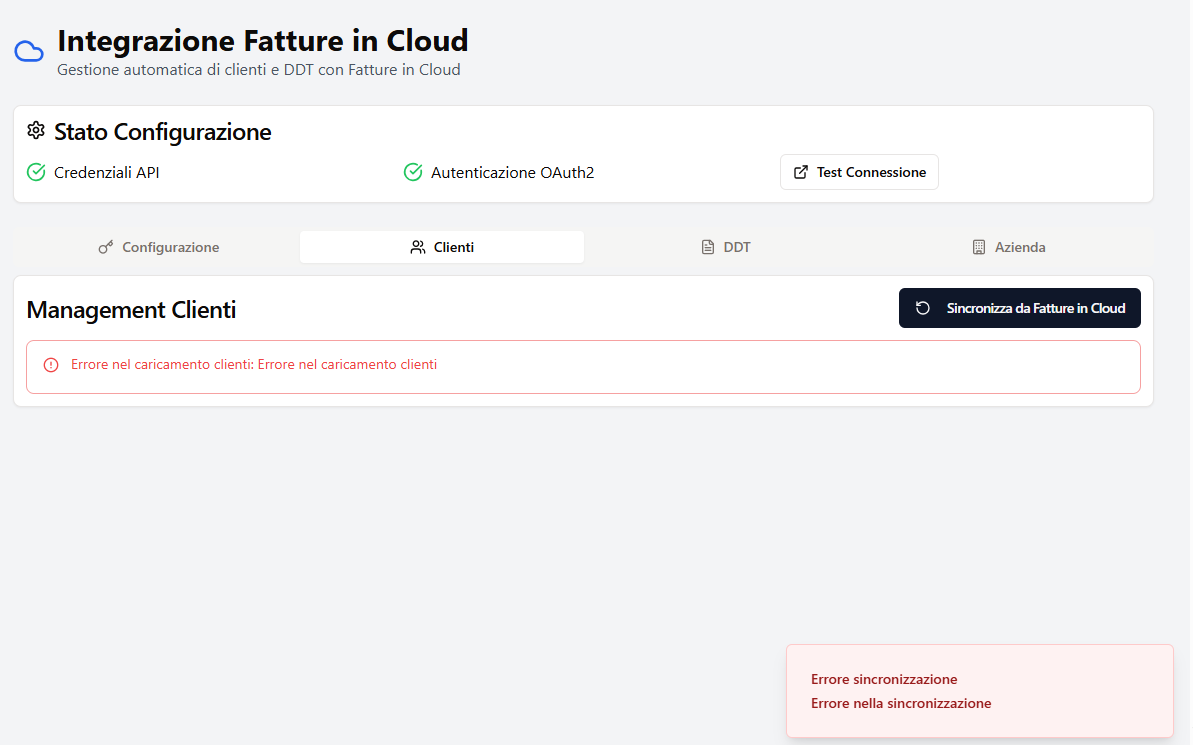 Integrazione Fatture in Cloud
Gestione automatica di clienti e DDT con Fatture in Cloud
Stato Configurazione
Credenziali API
Autenticazione OAuth2
Test Connessione
Configurazione
Clienti
DDT
Azienda
Management Clienti
Sincronizza da Fatture in Cloud
Errore nel caricamento clienti: Errore nel caricamento clienti
Errore sincronizzazione
Errore nella sincronizzazione